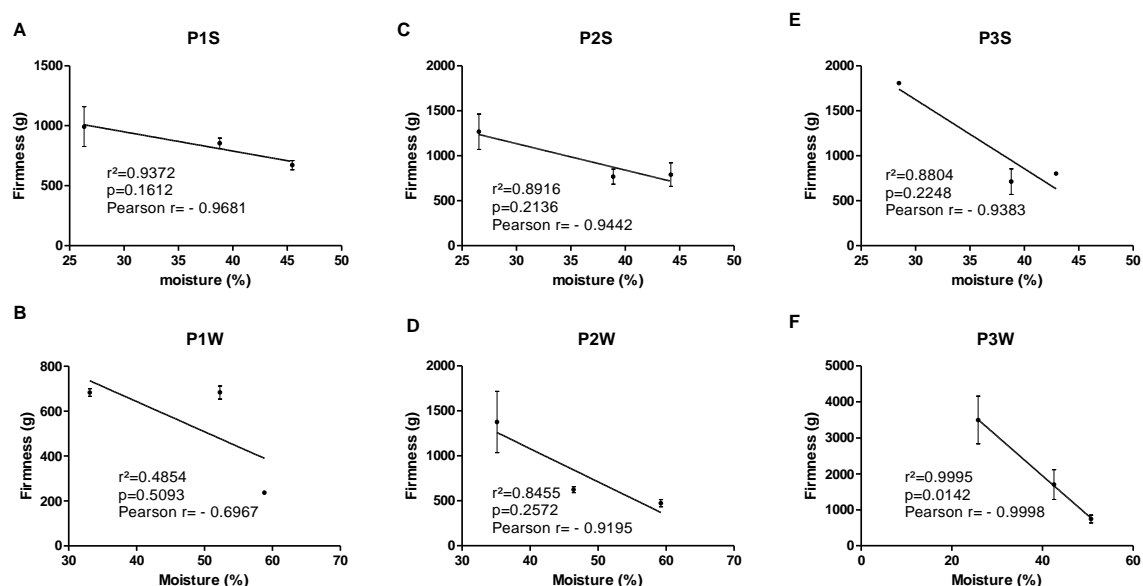 A
P1S
Firmness (g)
1500
1000
500
0
r²=0.9372
p=0.1612
Pearson r= - 0.9681
25 30 35 40 45 50
moisture (%)
C
P2S
Firmness (g)
2000
1500
1000
500
0
r²=0.8916
p=0.2136
Pearson r= - 0.9442
25 30 35 40 45 50
moisture (%)
E
P3S
Firmness (g)
2000
1500
1000
500
0
r²=0.8804
p=0.2248
Pearson r= - 0.9383
25 30 35 40 45 50
moisture (%)
B
P1W
Firmness (g)
800
600
400
200
0
r²=0.4854
p=0.5093
Pearson r= - 0.6967
30 40 50 60 70
Moisture (%)
D
P2W
Firmness (g)
2000
1500
1000
500
0
r²=0.8455
p=0.2572
Pearson r= - 0.9195
30 40 50 60 70
Moisture (%)
F
P3W
Firmness (g)
5000
4000
3000
2000
1000
0
r²=0.9995
p=0.0142
Pearson r= - 0.9998
0 20 40 60
Moisture (%)